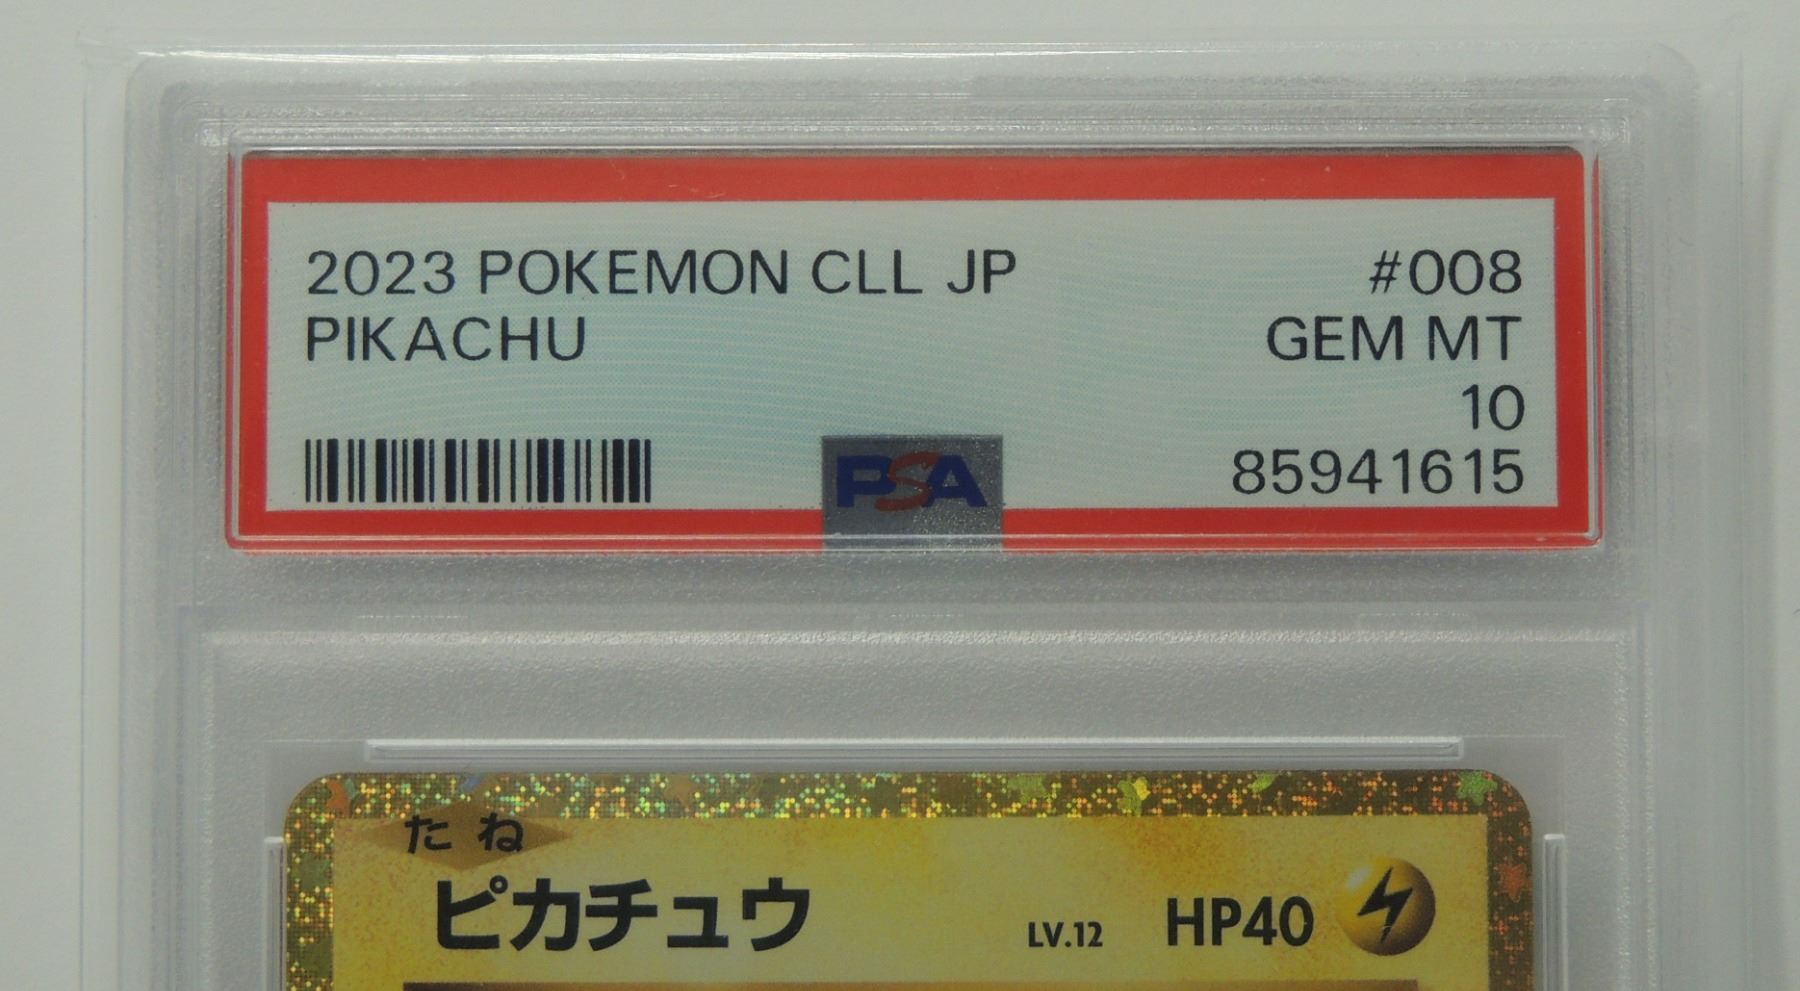 2023 POKEMON CLL JP #008
PIKACHU GEM MT
10
PSA 85941615
たね
ピカチュウ LV.12 HP40